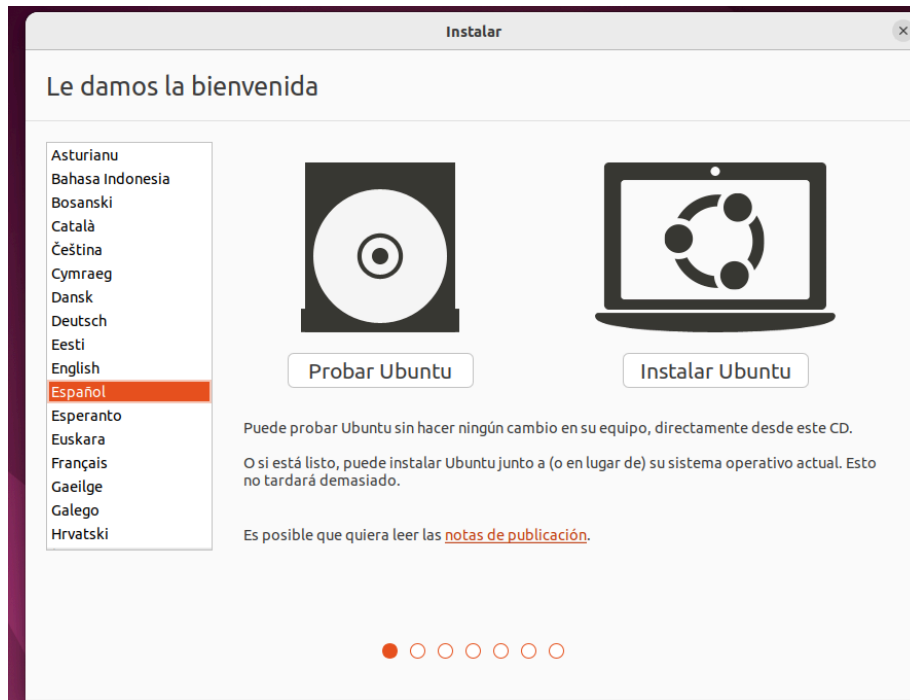 Instalar
Le damos la bienvenida
Asturianu
Bahasa Indonesia
Bosanski
Català
Čeština
Cymraeg
Dansk
Deutsch
Eesti
English
Español
Esperanto
Euskara
Français
Gaeilge
Galego
Hrvatski
Probar Ubuntu
Instalar Ubuntu
Puede probar Ubuntu sin hacer ningún cambio en su equipo, directamente desde este CD.
O si está listo, puede instalar Ubuntu junto a (o en lugar de) su sistema operativo actual. Esto
no tardará demasiado.
Es posible que quiera leer las notas de publicación.